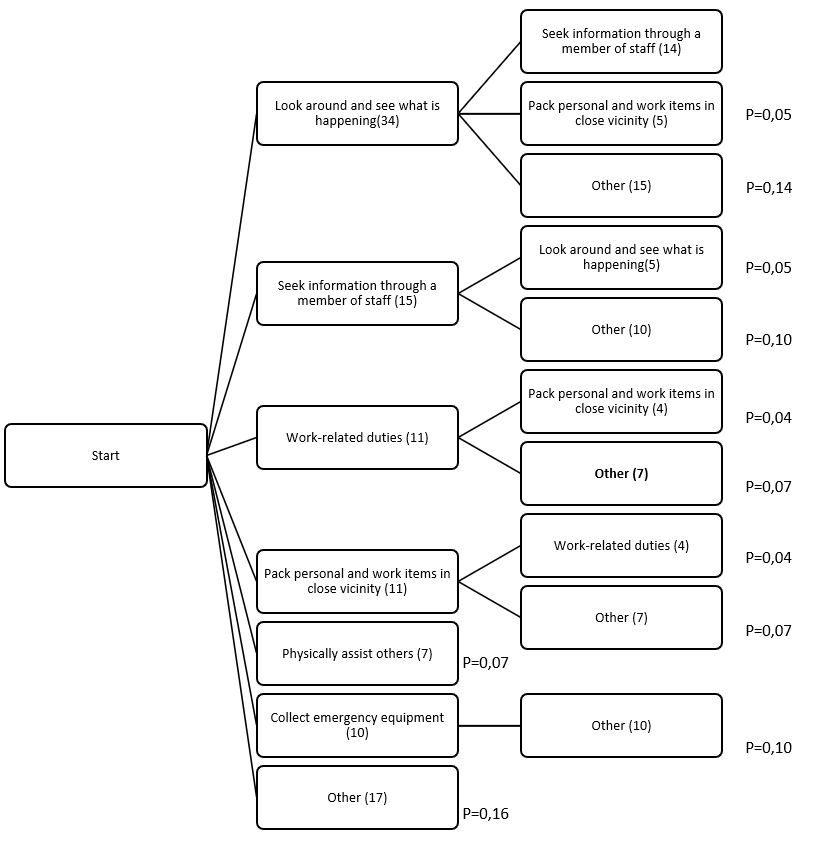 Seek information through a
member of staff (14)
Look around and see what is
happening(34)
Pack personal and work items in
close vicinity (5)
P=0,05
Other (15)
P=0,14
Look around and see what is
happening(5)
P=0,05
Seek information through a
member of staff (15)
Other (10)
P=0,10
Pack personal and work items in
close vicinity (4)
P=0,04
Work-related duties (11)
Start
Other (7)
P=0,07
Work-related duties (4)
P=0,04
Pack personal and work items in
close vicinity (11)
Other (7)
P=0,07
Physically assist others (7)
P=0,07
Collect emergency equipment
(10)
Other (10)
P=0,10
Other (17)
P=0,16